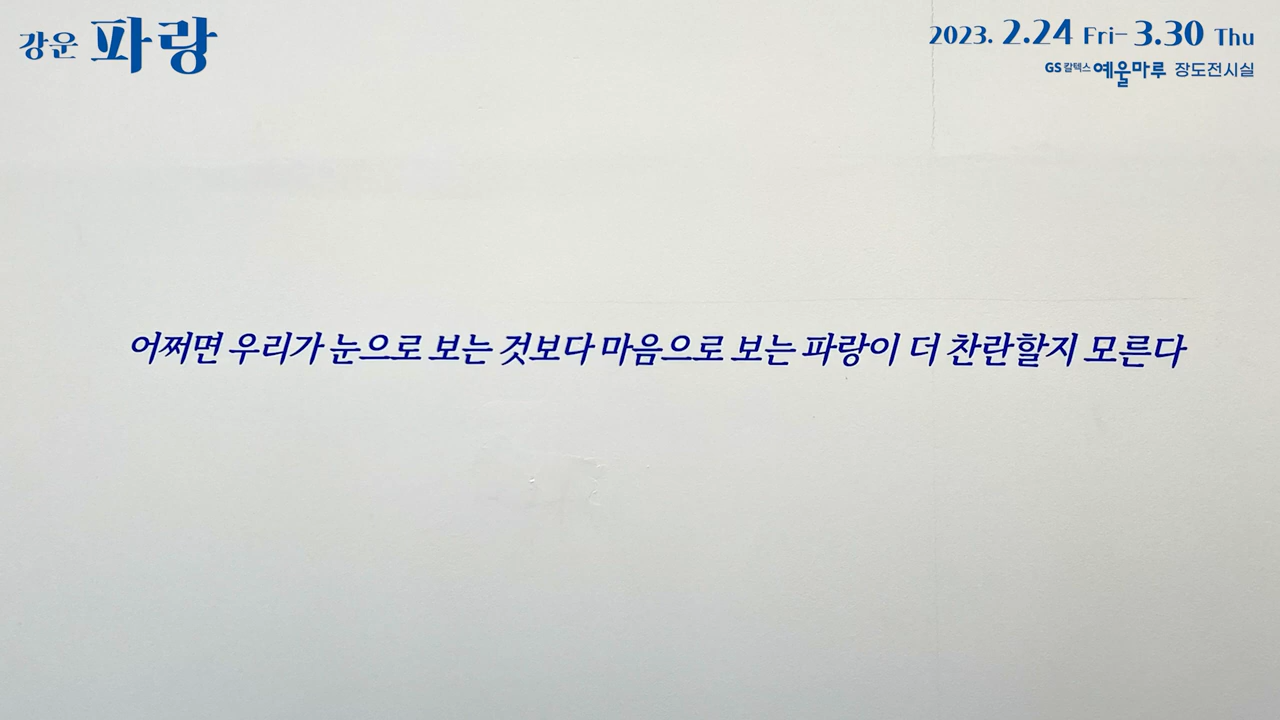 강운 파랑
2023. 2.24 Fri- 3.30 Thu
GS칼텍스 예울마루 장도전시실
어쩌면 우리가 눈으로 보는 것보다 마음으로 보는 파랑이 더 찬란할지 모른다